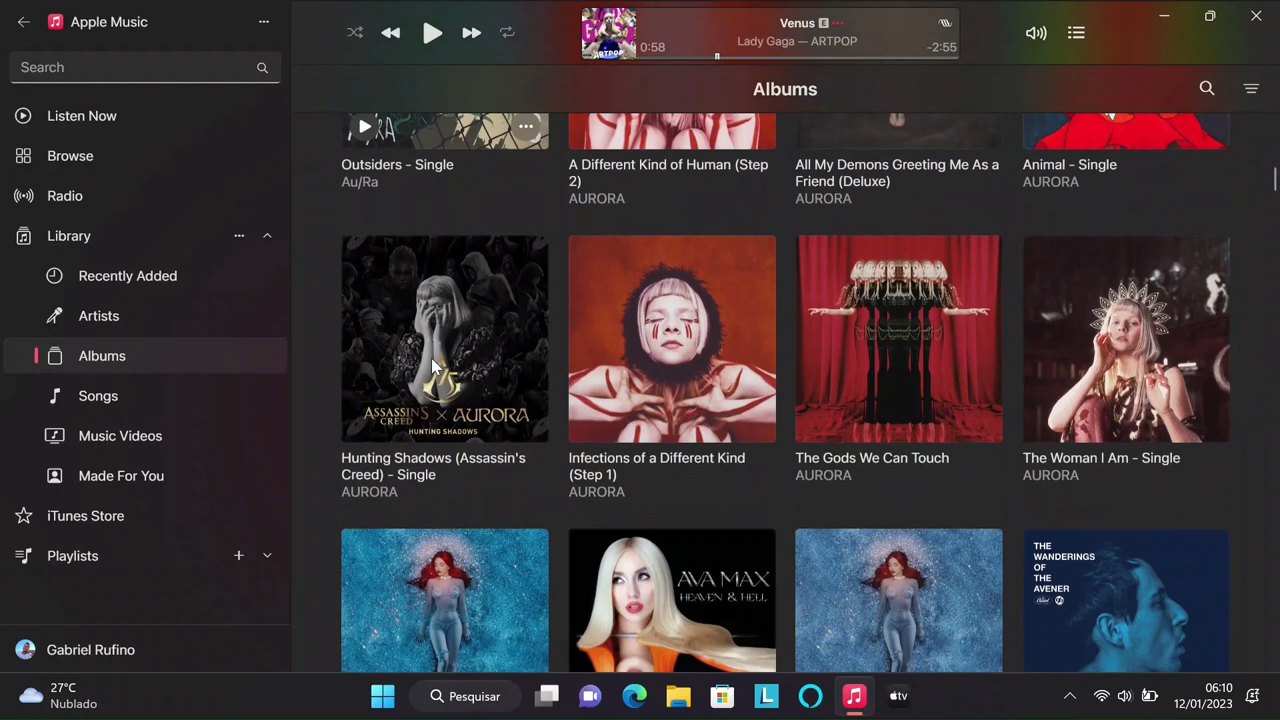 Apple Music
Search
Listen Now
Browse
Radio
Library
Recently Added
Artists
Albums
Songs
Music Videos
Made For You
iTunes Store
Playlists
Gabriel Rufino
Venus E
Lady Gaga — ARTPOP
0:58
-2:55
ARTPOP
Albums
Outsiders - Single
Au/Ra
A Different Kind of Human (Step
2)
AURORA
All My Demons Greeting Me As a
Friend (Deluxe)
AURORA
Animal - Single
AURORA
ASSASSIN'S
CREED X AURORA
HUNTING SHADOWS
Hunting Shadows (Assassin's
Creed) - Single
AURORA
Infections of a Different Kind
(Step 1)
AURORA
The Gods We Can Touch
AURORA
The Woman I Am - Single
AURORA
AVA MAX
HEAVEN & HELL
THE
WANDERINGS
OF
THE
AVENER
27°C
Nubado
Pesquisar
L
tv
06:10
12/01/2023